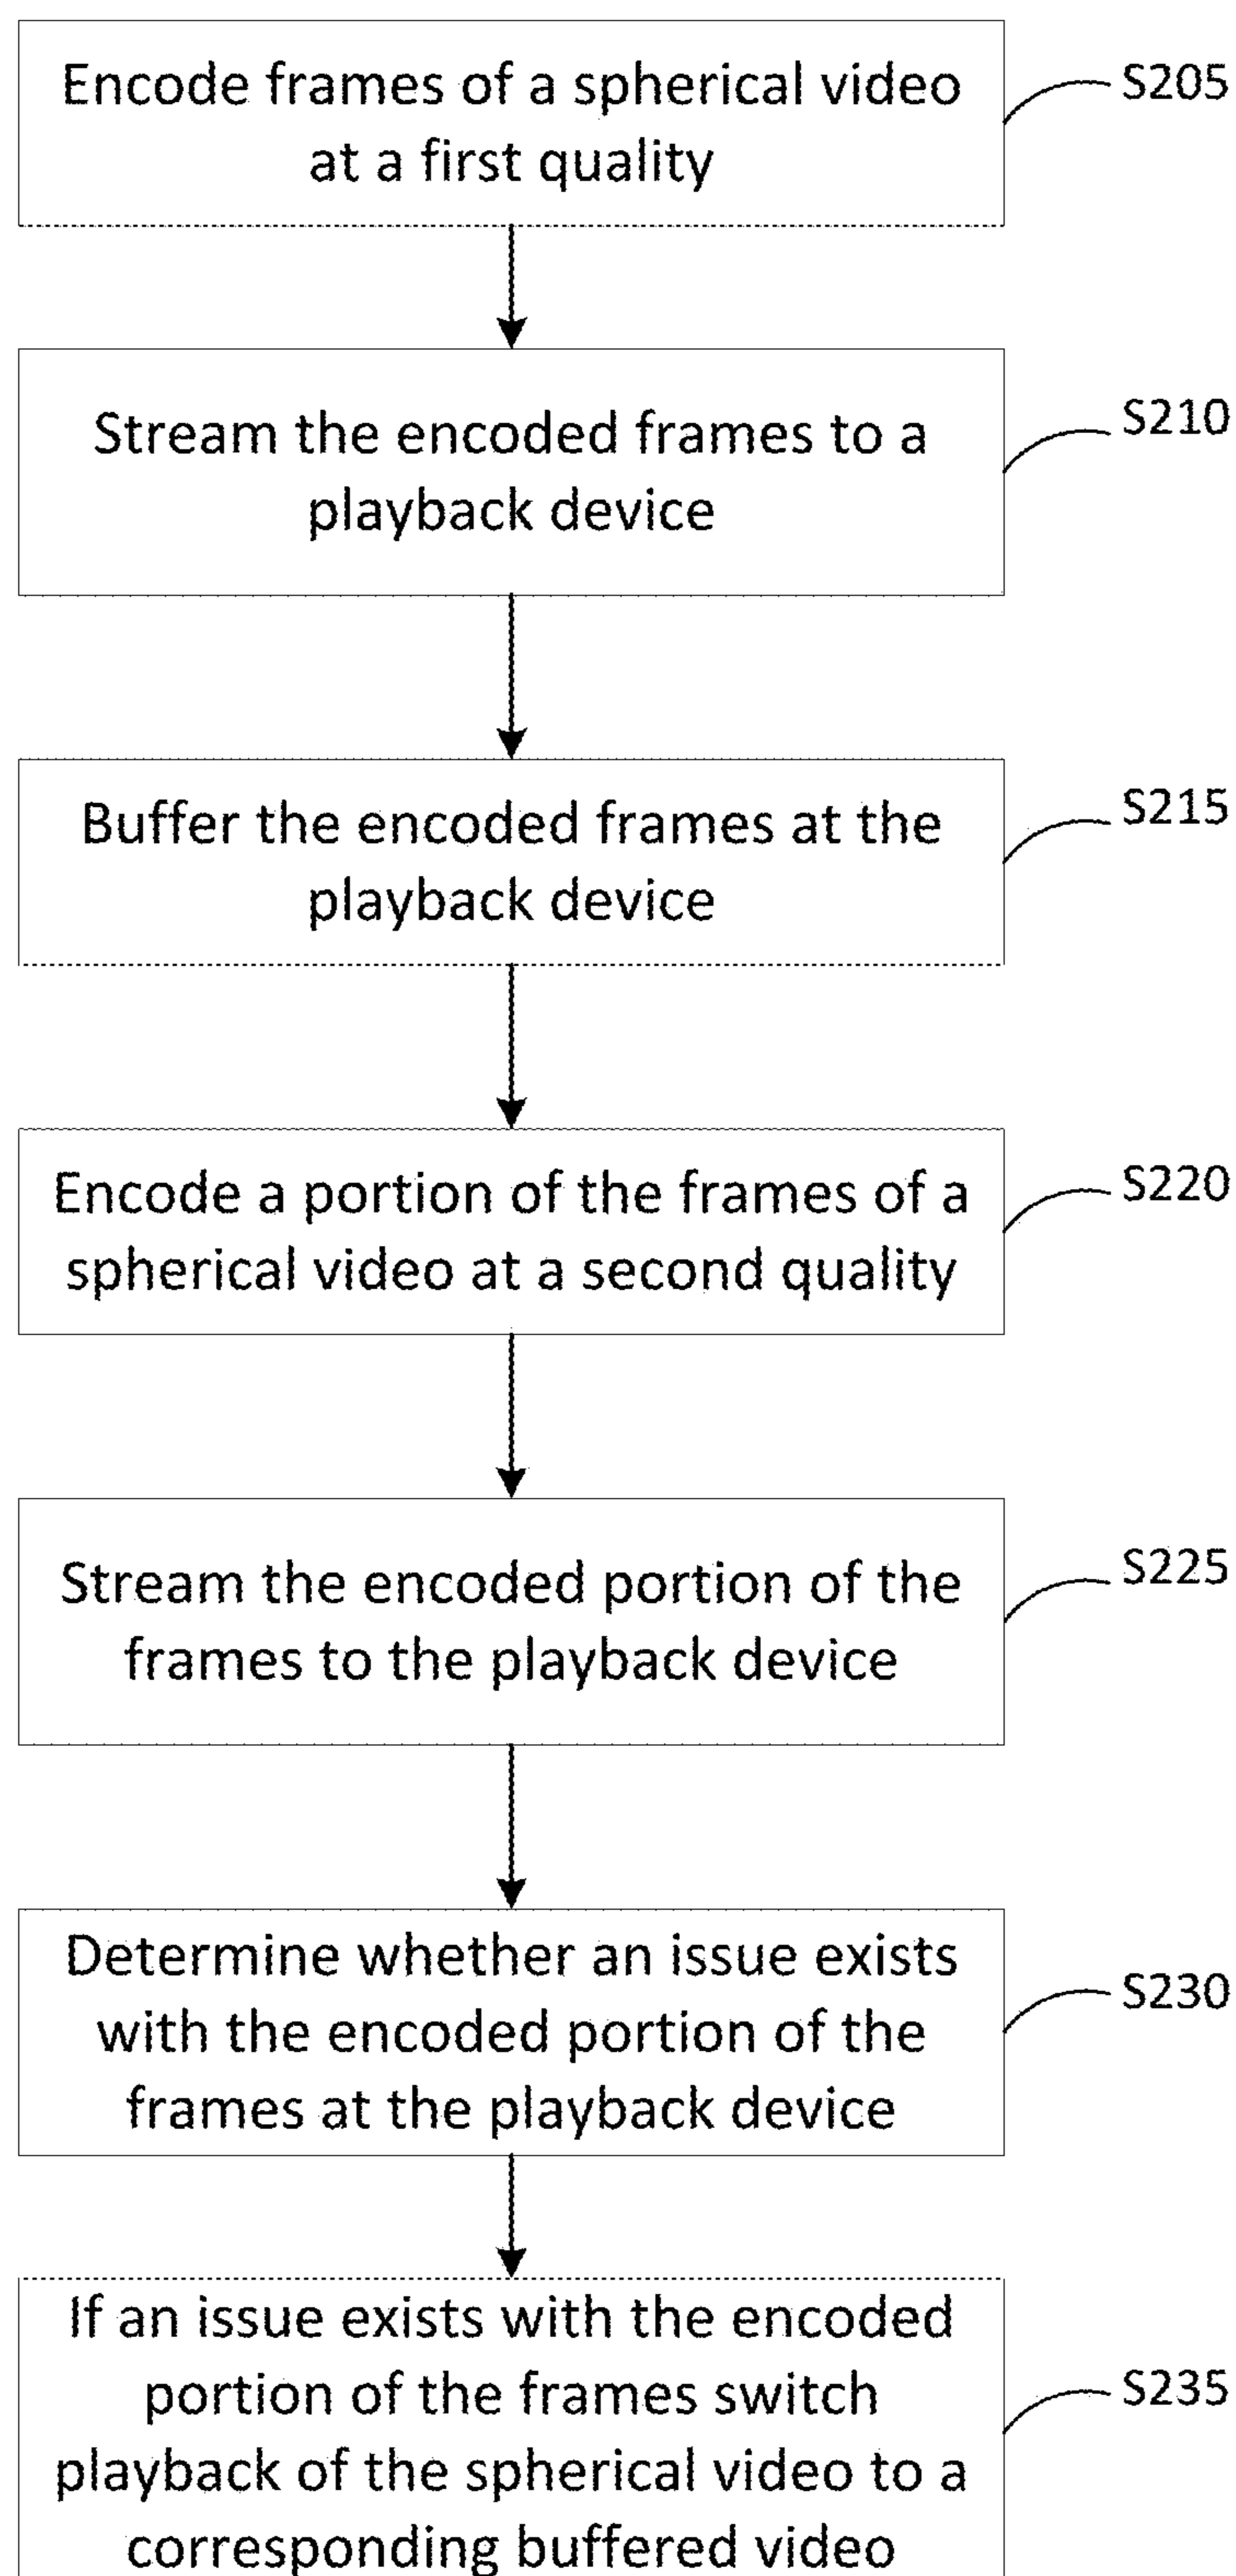 Encode frames of a spherical video
at a first quality
S205
Stream the encoded frames to a
playback device
S210
Buffer the encoded frames at the
playback device
S215
Encode a portion of the frames of a
spherical video at a second quality
S220
Stream the encoded portion of the
frames to the playback device
S225
Determine whether an issue exists
with the encoded portion of the
frames at the playback device
S230
If an issue exists with the encoded
portion of the frames switch
playback of the spherical video to a
corresponding buffered video
S235